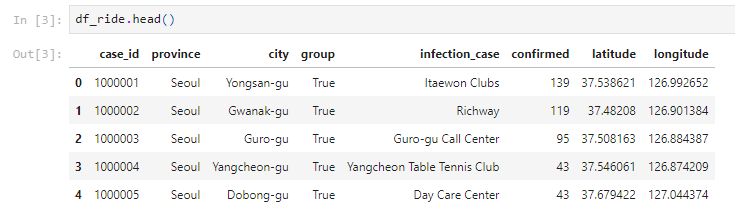 In [3]: df_ride.head()
Out[3]: case_id province city group infection_case confirmed latitude longitude
0 1000001 Seoul Yongsan-gu True Itaewon Clubs 139 37.538621 126.992652
1 1000002 Seoul Gwanak-gu True Richway 119 37.48208 126.901384
2 1000003 Seoul Guro-gu True Guro-gu Call Center 95 37.508163 126.884387
3 1000004 Seoul Yangcheon-gu True Yangcheon Table Tennis Club 43 37.546061 126.874209
4 1000005 Seoul Dobong-gu True Day Care Center 43 37.679422 127.044374